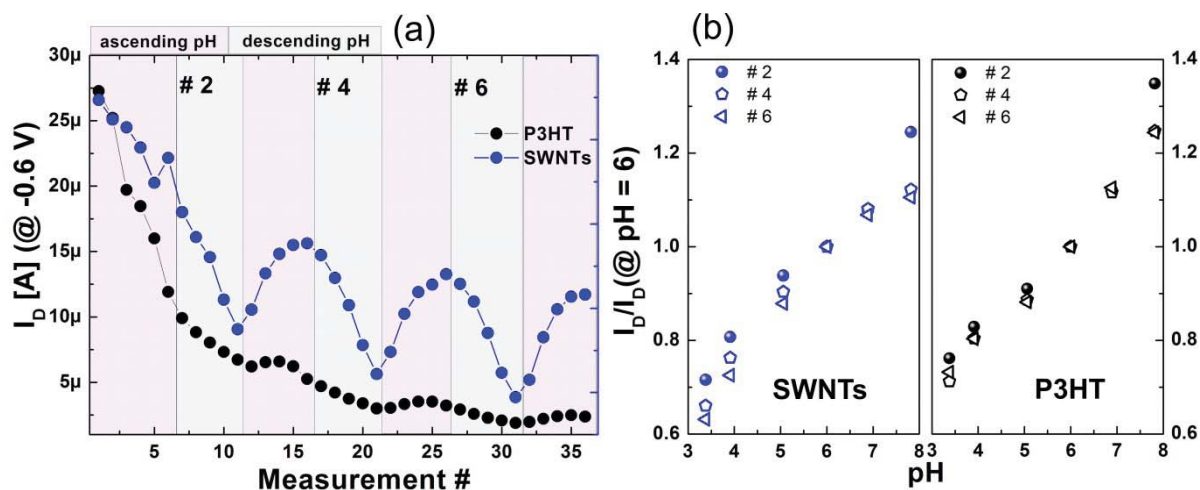 ascending pH
descending pH
(a)
30µ
25µ
20µ
15µ
10µ
5µ
I_D [A] (@ -0.6 V)
# 2
# 4
# 6
P3HT
SWNTs
5 10 15 20 25 30 35
Measurement #
(b)
1.4
1.2
1.0
0.8
0.6
I_D/I_D(@ pH = 6)
# 2
# 4
# 6
SWNTs
3 4 5 6 7 8
# 2
# 4
# 6
P3HT
3 4 5 6 7 8
1.4
1.2
1.0
0.8
0.6
pH